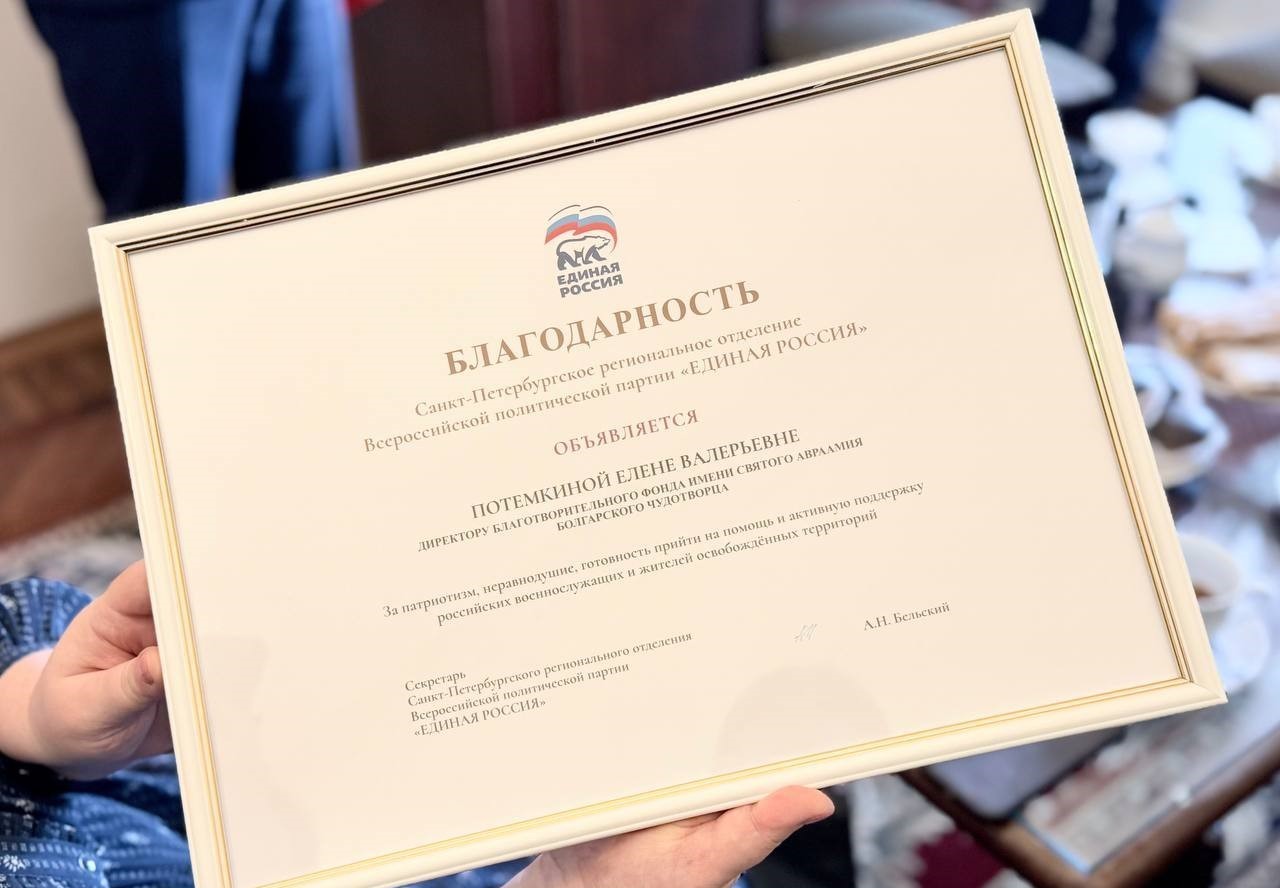 ЕДИНАЯ
РОССИЯ
БЛАГОДАРНОСТЬ
Санкт-Петербургское региональное отделение
Всероссийской политической партии «ЕДИНАЯ РОССИЯ»
ОБЪЯВЛЯЕТСЯ
ПОТЕМКИНОЙ ЕЛЕНЕ ВАЛЕРЬЕВНЕ
ДИРЕКТОРУ БЛАГОТВОРИТЕЛЬНОГО ФОНДА ИМЕНИ СВЯТОГО АВРААМИЯ
БОЛГАРСКОГО ЧУДОТВОРЦА
За патриотизм, неравнодушие, готовность прийти на помощь и активную поддержку
российских военнослужащих и жителей освобождённых территорий
Секретарь
Санкт-Петербургского регионального отделения
Всероссийской политической партии
«ЕДИНАЯ РОССИЯ»
А.Н. Бельский